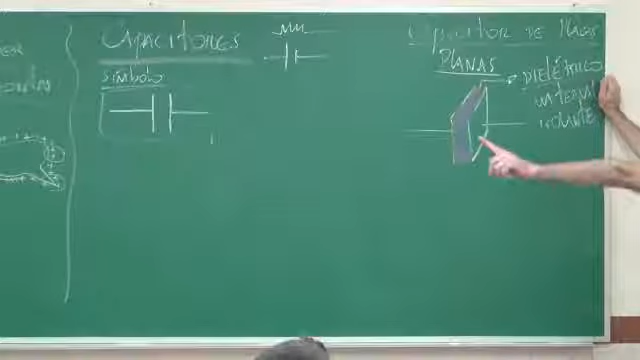 CAPACITORES
SÍMBOLO
CAPACITOR DE PLACAS
PLANAS
DIELÉTRICO
MATERIAL
ISOLANTE